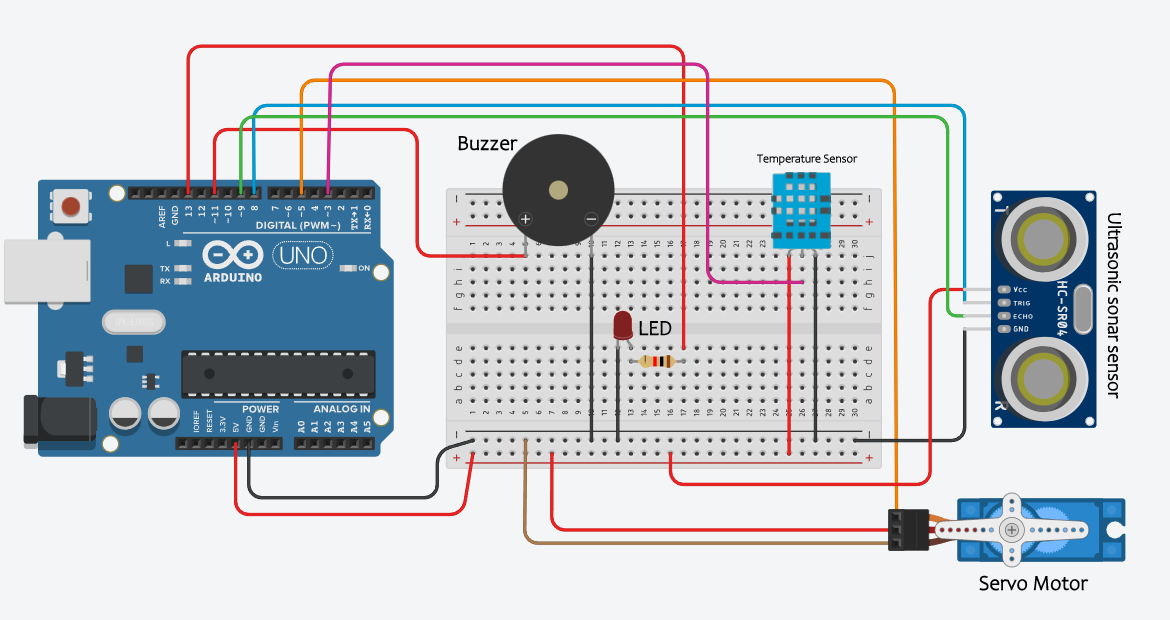 Buzzer
Temperature Sensor
AREF
GND
13
12
~11
~10
~9
8
7
~6
~5
4
~3
2
TX→1
RX←0
DIGITAL (PWM~)
L
TX
RX
ARDUINO
UNO
ON
IOREF
RESET
3.3V
5V
GND
GND
Vin
POWER
ANALOG IN
A0
A1
A2
A3
A4
A5
LED
HC-SR04
T
R
Vcc
TRIG
ECHO
GND
Ultrasonic sonar sensor
Servo Motor